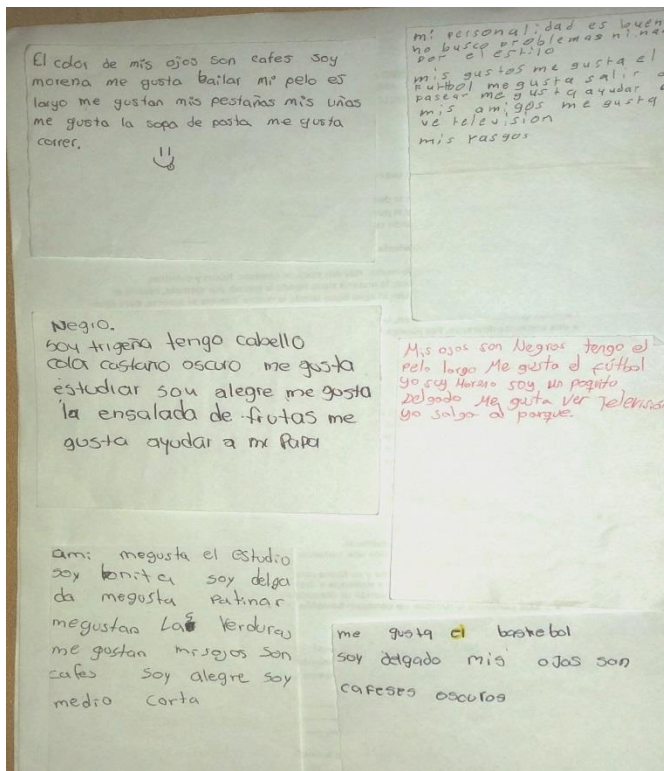 El color de mis ojos son cafes soy
morena me gusta bailar mi pelo es
largo me gustan mis pestañas mis uñas
me gusta la sopa de pasta me gusta
correr.
mi personalidad es buen
no busco problemas ni na
por el estilo
mis gustos me gusta el
futbol me gusta salir a
pasear me gusta ayudar a
mis amigos me gusta
ve television
mis rasgos
Negro.
soy trigeña tengo cabello
cola castaño oscuro me gusta
estudiar soy alegre me gusta
la ensalada de frutas me
gusta ayudar a mi Papa
Mis ojos son Negros tengo el
pelo largo Me gusta el fútbol
yo soy Moreno soy un poquito
Delgado Me guta ver Television
yo salgo al parque.
ami megusta el estudio
soy bonita soy delga
da megusta patinar
megustan Las Verduras
me gustan misojos son
cafes soy alegre soy
medio corta
me gusta el baskebol
soy delgado mis ojos son
cafeses oscuros